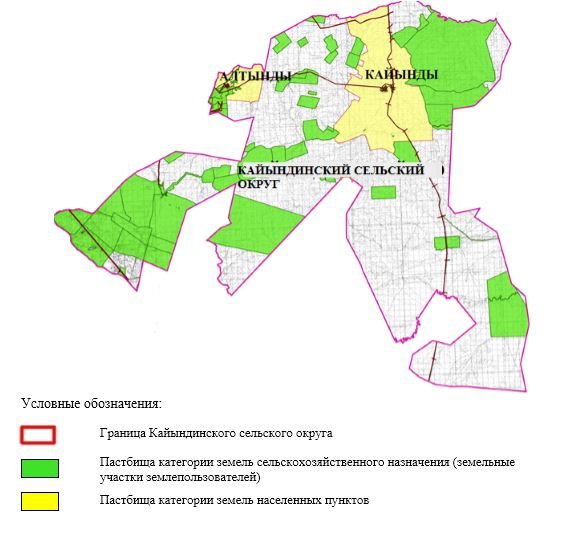 АЛТЫНДЫ
КАЙЫНДЫ
КАЙЫНДИНСКИЙ СЕЛЬСКИЙ
ОКРУГ
Условные обозначения:
Граница Кайындинского сельского округа
Пастбища категории земель сельскохозяйственного назначения (земельные
участки землепользователей)
Пастбища категории земель населенных пунктов